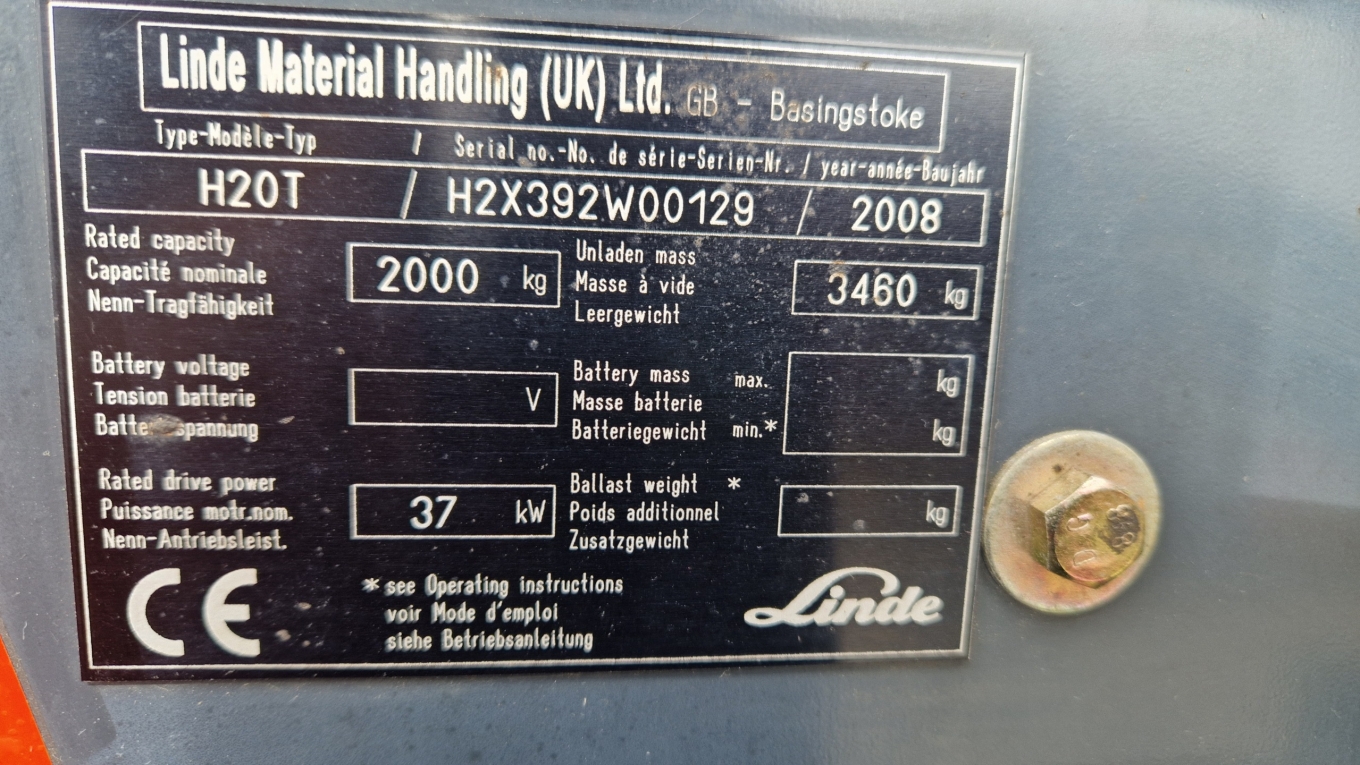 Linde Material Handling (UK) Ltd. GB - Basingstoke
Type-Modèle-Typ / Serial no.-No. de série-Serien-Nr. / year-année-Baujahr
H20T / H2X392W00129 / 2008
Rated capacity
Capacité nominale
Nenn-Tragfähigkeit
2000 kg
Unladen mass
Masse à vide
Leergewicht
3460 kg
Battery voltage
Tension batterie
spannung
V
Battery mass max.
Masse batterie
Batteriegewicht min.*
kg
kg
Rated drive power
Puissance motr.nom.
Nenn-Antriebsleist.
37 kW
Ballast weight *
Poids additionnel
Zusatzgewicht
kg
CE
* see Operating instructions
voir Mode d'emploi
siehe Betriebsanleitung
Linde